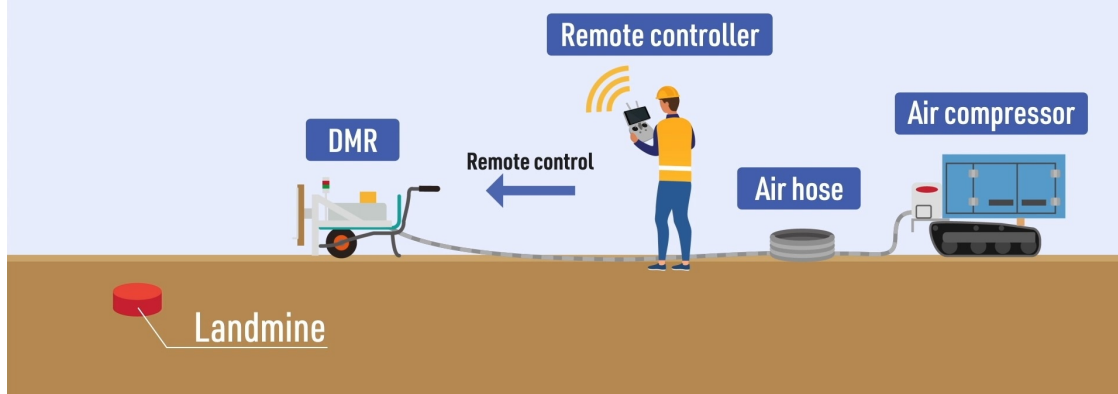 Remote controller
Air compressor
DMR
Remote control
Air hose
Landmine